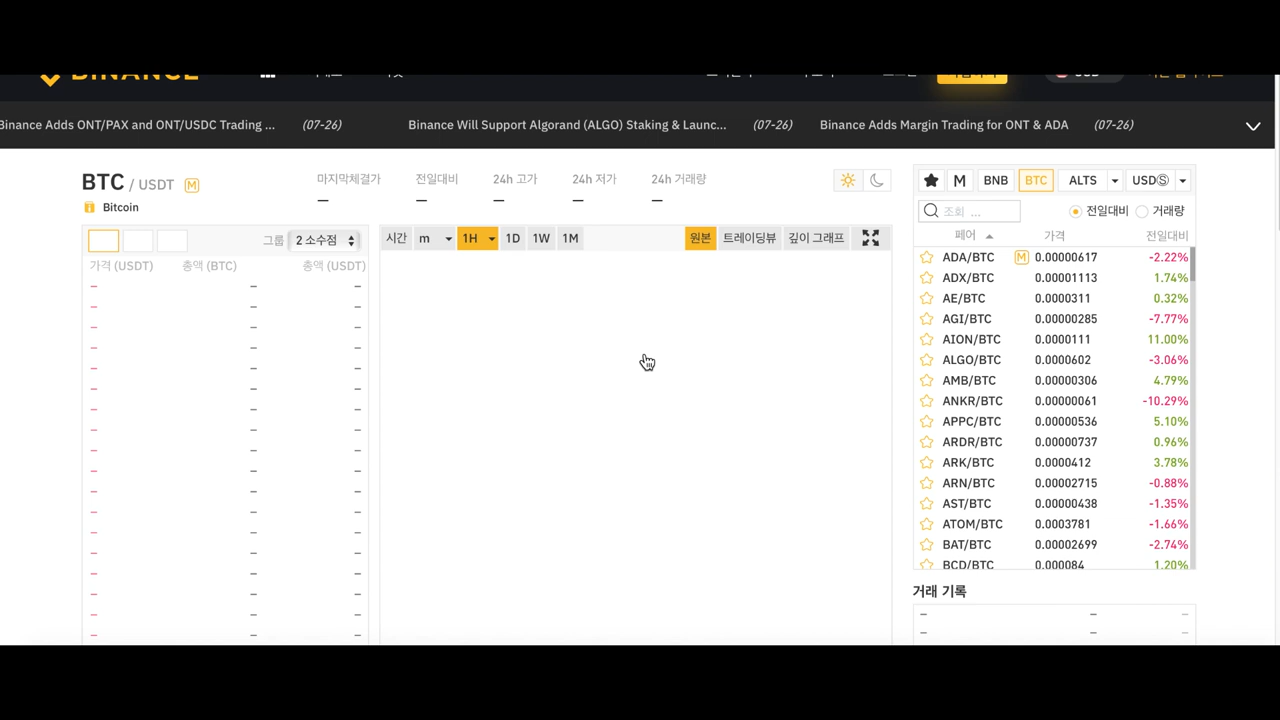 BINANCE
Binance Adds ONT/PAX and ONT/USDC Trading ... (07-26) Binance Will Support Algorand (ALGO) Staking & Launc... (07-26) Binance Adds Margin Trading for ONT & ADA (07-26)
BTC / USDT M
Bitcoin
마지막체결가 전일대비 24h 고가 24h 저가 24h 거래량
— — — — —
그룹 2 소수점
가격 (USDT) 총액 (BTC) 총액 (USDT)
시간 m 1H 1D 1W 1M 원본 트레이딩뷰 깊이 그래프
M BNB BTC ALTS USDⓈ
조회 ... 전일대비 거래량
페어 가격 전일대비
ADA/BTC M 0.00000617 -2.22%
ADX/BTC 0.00001113 1.74%
AE/BTC 0.0000311 0.32%
AGI/BTC 0.00000285 -7.77%
AION/BTC 0.0000111 11.00%
ALGO/BTC 0.0000602 -3.06%
AMB/BTC 0.00000306 4.79%
ANKR/BTC 0.00000061 -10.29%
APPC/BTC 0.00000536 5.10%
ARDR/BTC 0.00000737 0.96%
ARK/BTC 0.0000412 3.78%
ARN/BTC 0.00002715 -0.88%
AST/BTC 0.00000438 -1.35%
ATOM/BTC 0.0003781 -1.66%
BAT/BTC 0.00002699 -2.74%
BCD/BTC 0.000084 1.20%
거래 기록